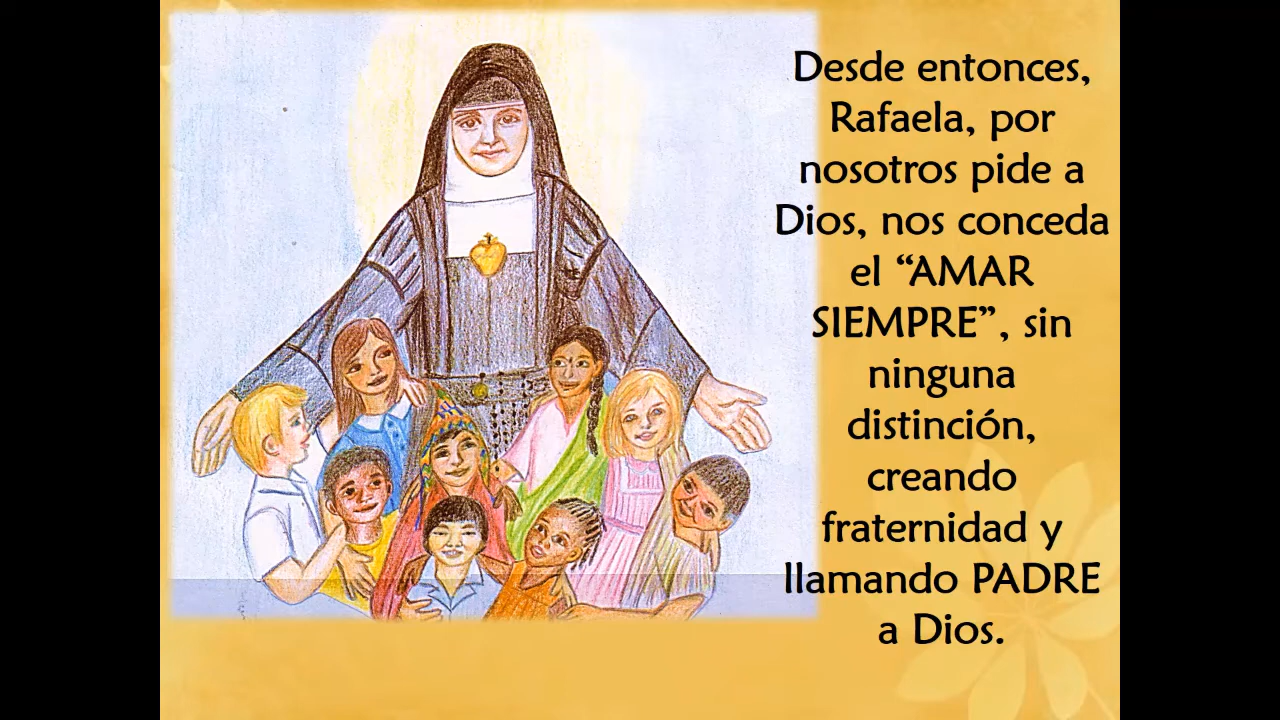 Desde entonces,
Rafaela, por
nosotros pide a
Dios, nos conceda
el “AMAR
SIEMPRE”, sin
ninguna
distinción,
creando
fraternidad y
llamando PADRE
a Dios.